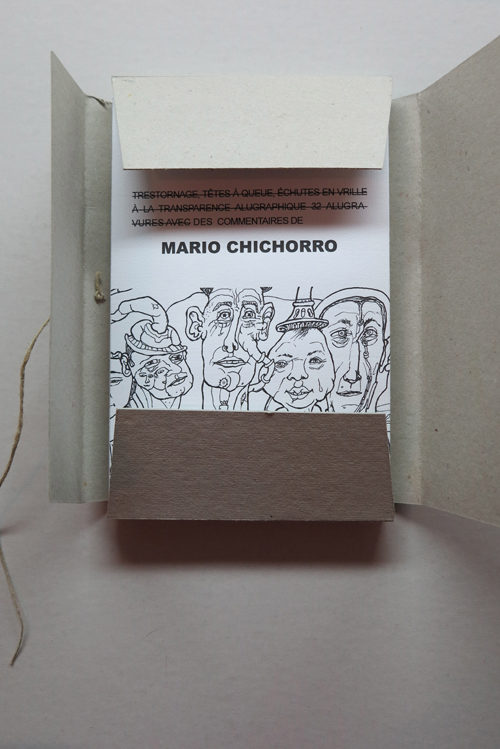 TRESTORNAGE, TÊTES À QUEUE, ÉCHUTES EN VRILLE
À LA TRANSPARENCE ALUGRAPHIQUE 32 ALUGRA-
VURES AVEC DES COMMENTAIRES DE
MARIO CHICHORRO